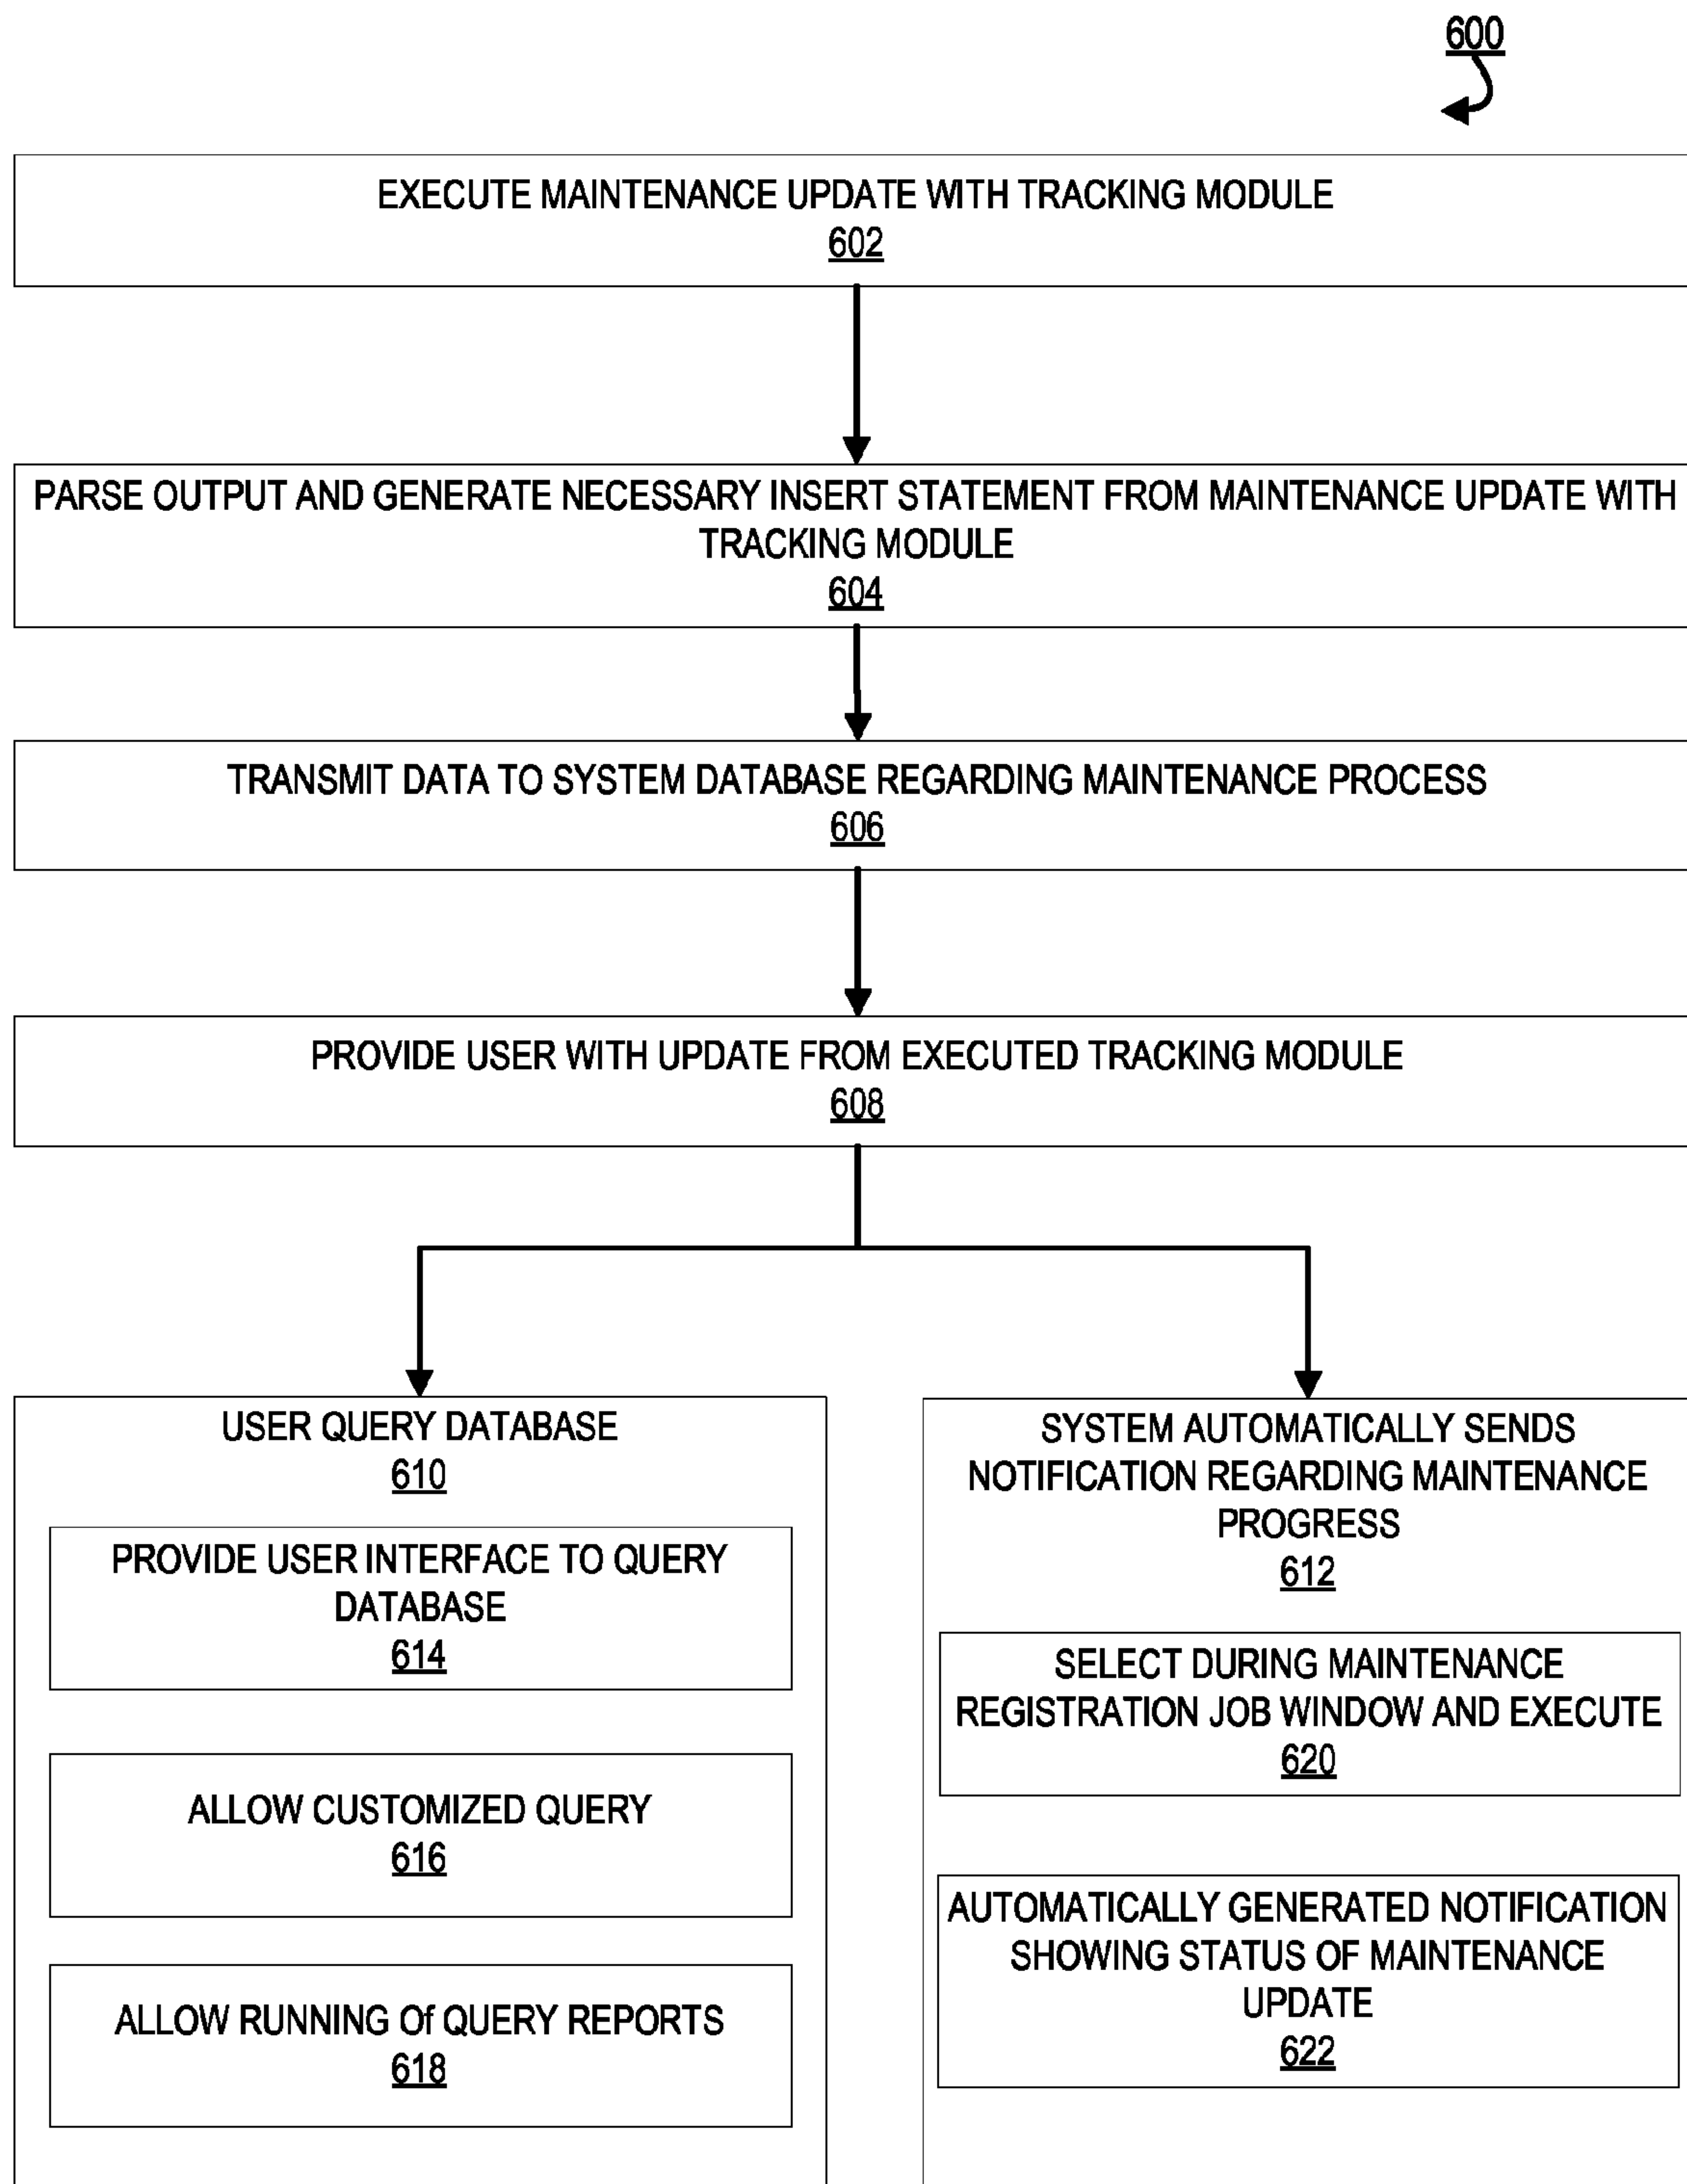 600
EXECUTE MAINTENANCE UPDATE WITH TRACKING MODULE
602
PARSE OUTPUT AND GENERATE NECESSARY INSERT STATEMENT FROM MAINTENANCE UPDATE WITH
TRACKING MODULE
604
TRANSMIT DATA TO SYSTEM DATABASE REGARDING MAINTENANCE PROCESS
606
PROVIDE USER WITH UPDATE FROM EXECUTED TRACKING MODULE
608
USER QUERY DATABASE
610
PROVIDE USER INTERFACE TO QUERY
DATABASE
614
ALLOW CUSTOMIZED QUERY
616
ALLOW RUNNING Of QUERY REPORTS
618
SYSTEM AUTOMATICALLY SENDS
NOTIFICATION REGARDING MAINTENANCE
PROGRESS
612
SELECT DURING MAINTENANCE
REGISTRATION JOB WINDOW AND EXECUTE
620
AUTOMATICALLY GENERATED NOTIFICATION
SHOWING STATUS OF MAINTENANCE
UPDATE
622